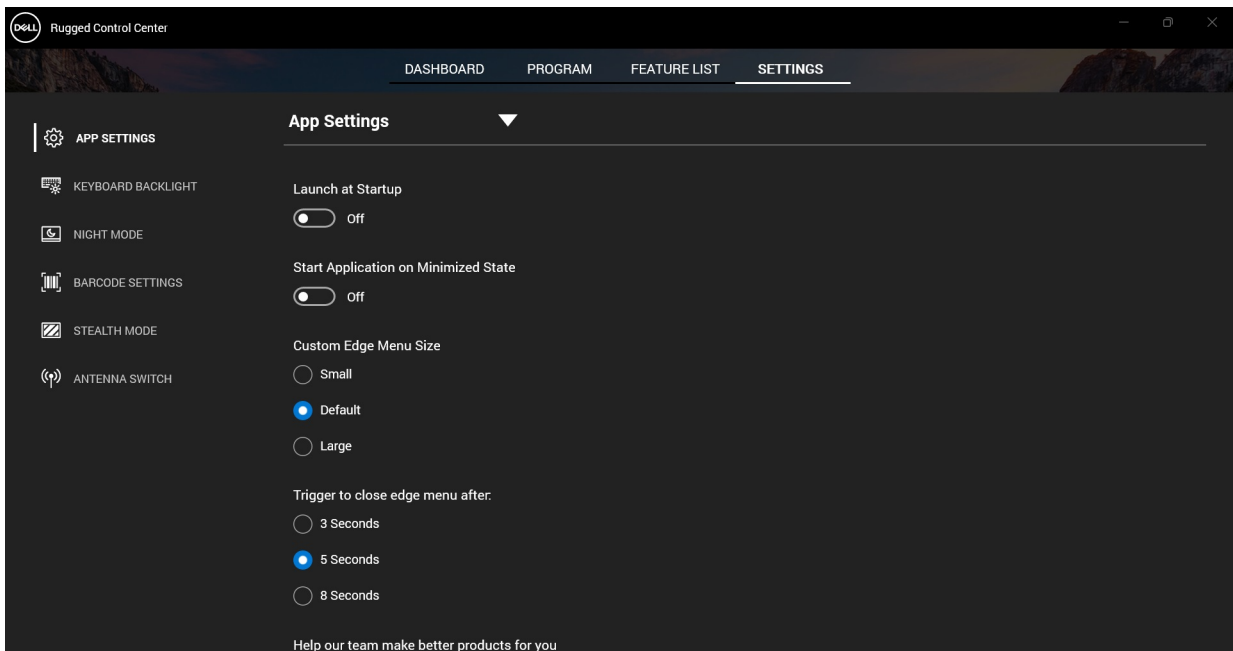 DELL Rugged Control Center
DASHBOARD PROGRAM FEATURE LIST SETTINGS
APP SETTINGS
KEYBOARD BACKLIGHT
NIGHT MODE
BARCODE SETTINGS
STEALTH MODE
ANTENNA SWITCH
App Settings
Launch at Startup
Off
Start Application on Minimized State
Off
Custom Edge Menu Size
Small
Default
Large
Trigger to close edge menu after:
3 Seconds
5 Seconds
8 Seconds
Help our team make better products for you